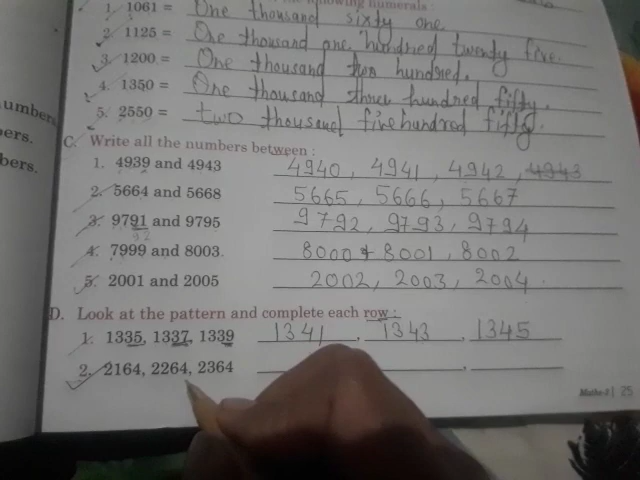 following numerals :
1. 1061 = One thousand sixty one
2. 1125 = One thousand one hundred twenty five.
3. 1200 = One thousand two hundred.
4. 1350 = One thousand three hundred fifty.
5. 2550 = two thousand five hundred fifty.
umbers
bers.
bers.
C. Write all the numbers between :
1. 4939 and 4943 4940, 4941, 4942, 4943
2. 5664 and 5668 5665, 5666, 5667
3. 9791 and 9795 9792, 9793, 9794
4. 7999 and 8003. 8000, 8001, 8002
5. 2001 and 2005 2002, 2003, 2004.
D. Look at the pattern and complete each row :
1. 1335, 1337, 1339 1341, 1343, 1345
2. 2164, 2264, 2364
25